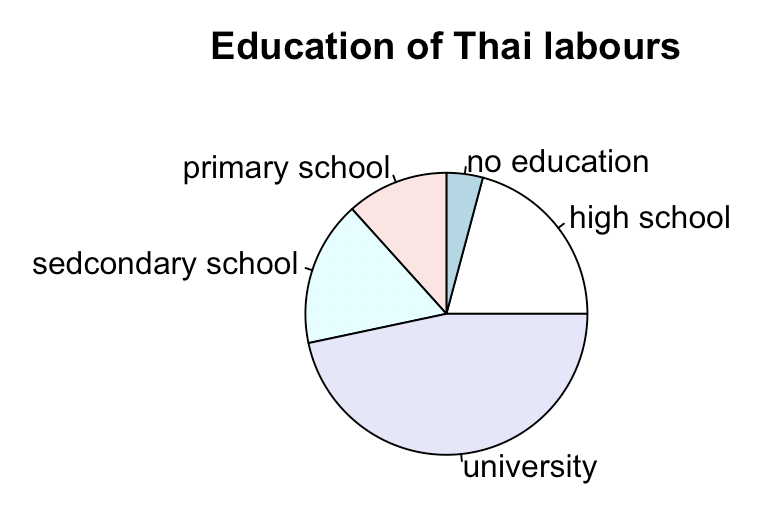 Education of Thai labours
no education
primary school
high school
sedcondary school
university